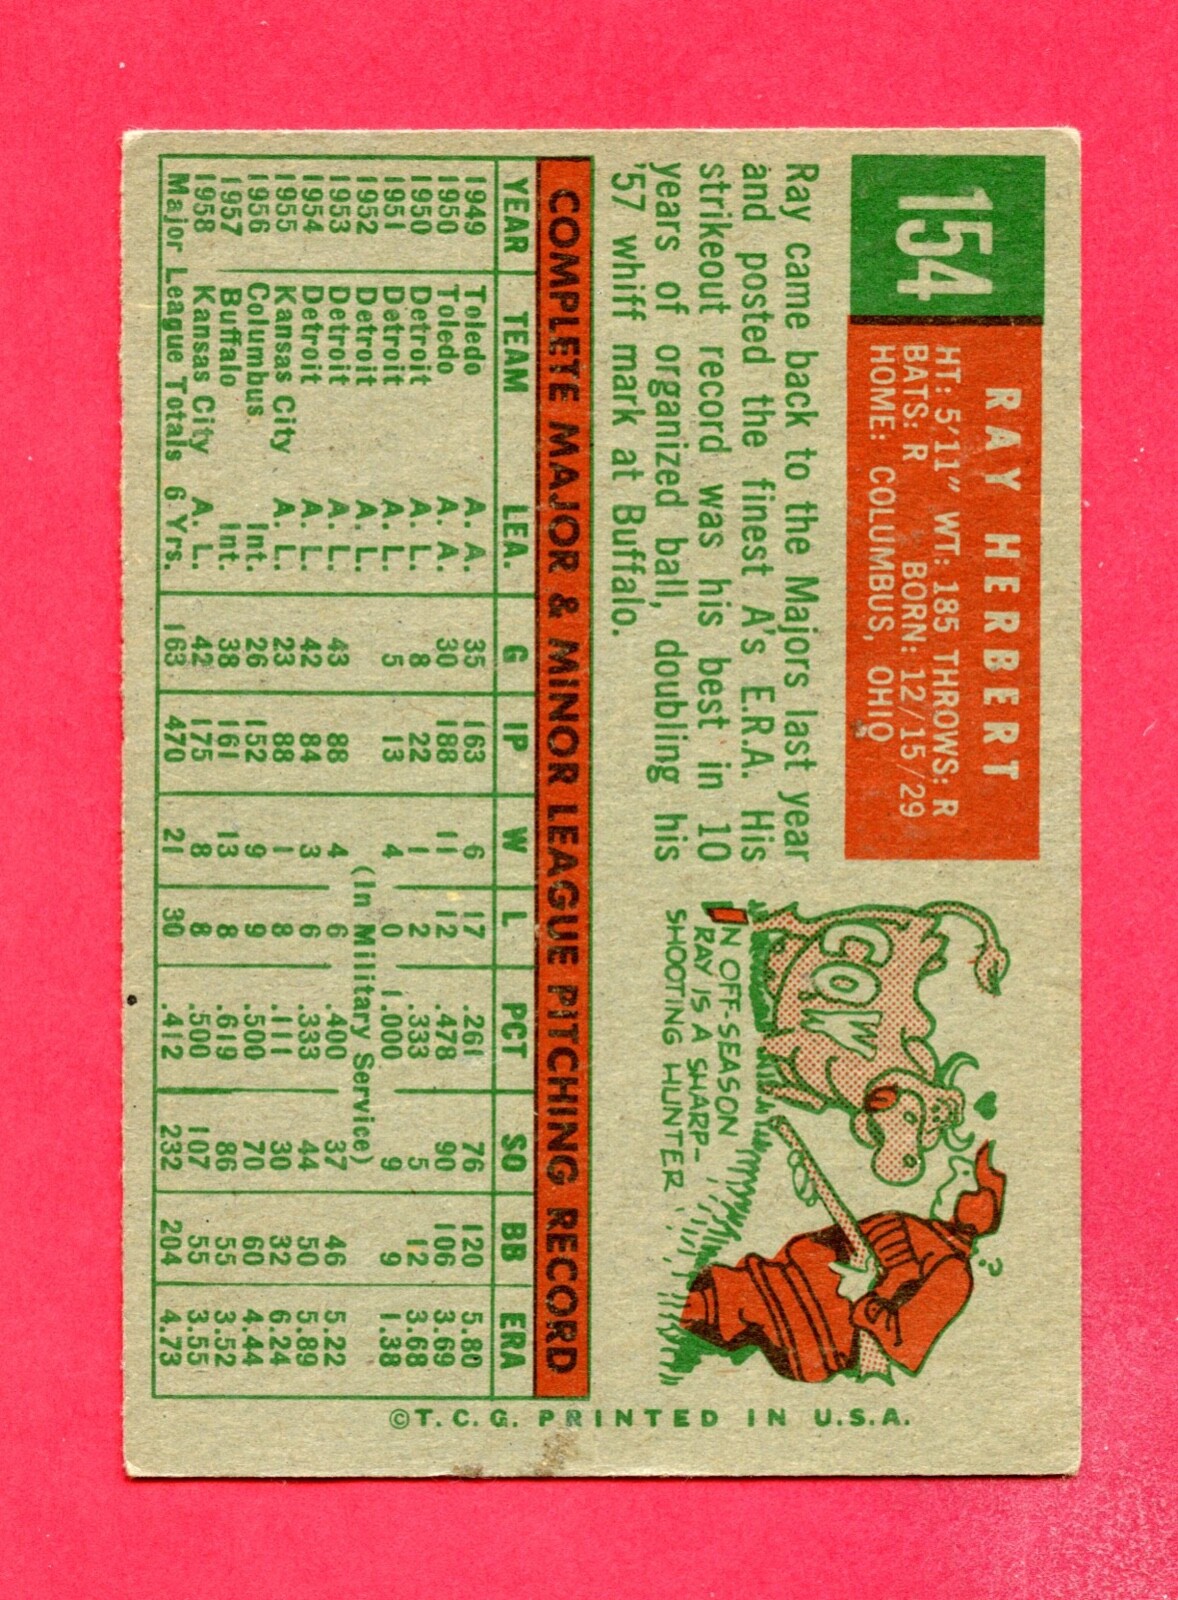 154
RAY HERBERT
HT: 5'11" WT: 185 THROWS: R
BATS: R BORN: 12/15/29
HOME: COLUMBUS, OHIO
Ray came back to the Majors last year
and posted the finest A's E.R.A. His
strikeout record was his best in 10
years of organized ball, doubling his
'57 whiff mark at Buffalo.
COW
?
IN OFF-SEASON
RAY IS A SHARP-
SHOOTING HUNTER
COMPLETE MAJOR & MINOR LEAGUE PITCHING RECORD
YEAR TEAM LEA. G IP W L PCT SO BB ERA
1949 Toledo A. A. 35 163 6 17 .261 76 120 5.80
1950 Toledo A. A. 30 188 11 12 .478 90 106 3.69
1950 Detroit A. L. 8 22 1 2 .333 5 12 3.68
1951 Detroit A. L. 5 13 4 0 1.000 9 9 1.38
1952 Detroit A. L. (In Military Service)
1953 Detroit A. L. 43 88 4 6 .400 37 46 5.22
1954 Detroit A. L. 42 84 3 6 .333 44 50 5.89
1955 Kansas City A. L. 23 88 1 8 .111 30 32 6.24
1956 Columbus Int. 26 152 9 9 .500 70 60 4.44
1957 Buffalo Int. 38 161 13 8 .619 86 55 3.52
1958 Kansas City A. L. 42 175 8 8 .500 107 55 3.55
Major League Totals 6 Yrs. 163 470 21 30 .412 232 204 4.73
©T. C. G. PRINTED IN U.S.A.